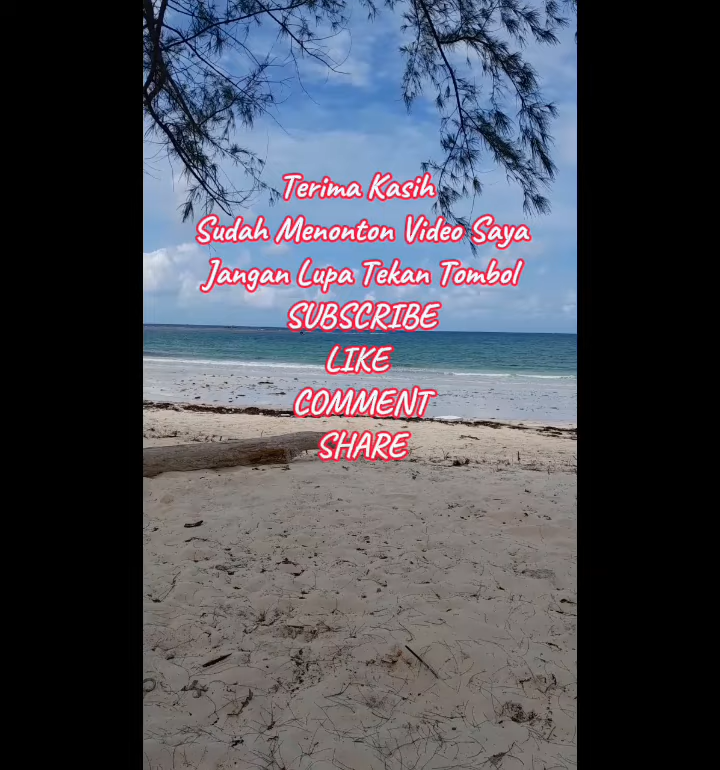 Terima Kasih
Sudah Menonton Video Saya
Jangan Lupa Tekan Tombol
SUBSCRIBE
LIKE
COMMENT
SHARE